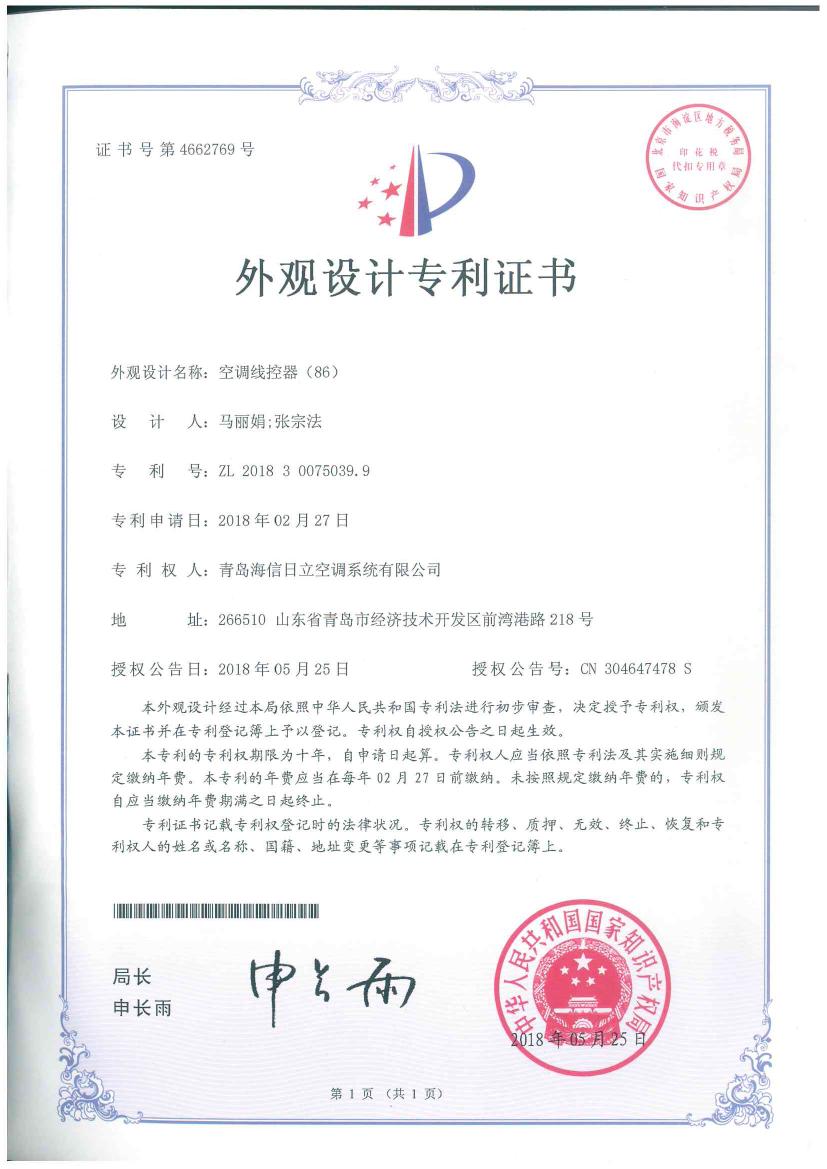 证书号第4662769号
北京市海淀区地方税务局
印花税
代扣专用章
国家知识产权局
外观设计专利证书
外观设计名称：空调线控器（86）
设计人：马丽娟;张宗法
专利号：ZL 2018 3 0075039.9
专利申请日：2018年02月27日
专利权人：青岛海信日立空调系统有限公司
地址：266510 山东省青岛市经济技术开发区前湾港路218号
授权公告日：2018年05月25日 授权公告号：CN 304647478 S
本外观设计经过本局依照中华人民共和国专利法进行初步审查，决定授予专利权，颁发
本证书并在专利登记簿上予以登记。专利权自授权公告之日起生效。
本专利的专利权期限为十年，自申请日起算。专利权人应当依照专利法及其实施细则规
定缴纳年费。本专利的年费应当在每年02月27日前缴纳。未按照规定缴纳年费的，专利权
自应当缴纳年费期满之日起终止。
专利证书记载专利权登记时的法律状况。专利权的转移、质押、无效、终止、恢复和专
利权人的姓名或名称、国籍、地址变更等事项记载在专利登记簿上。
局长
申长雨
申长雨
中华人民共和国国家知识产权局
2018年05月25日
第1页（共1页）